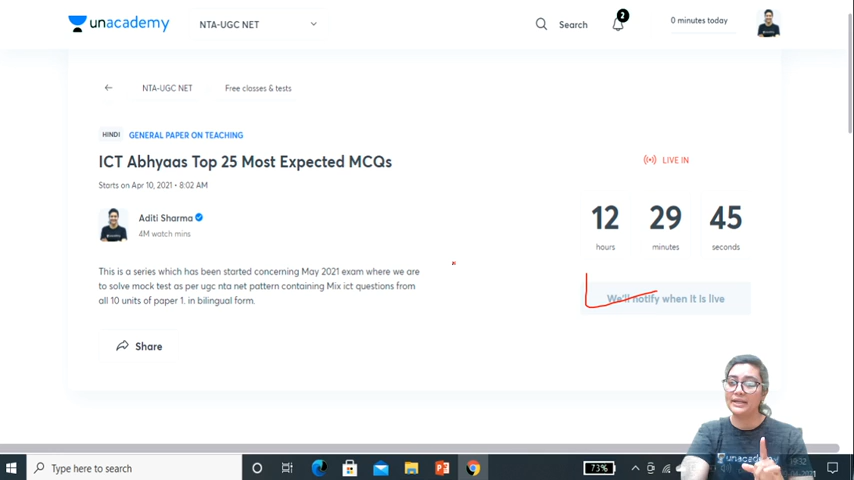 unacademy
NTA-UGC NET
Search
2
0 minutes today
NTA-UGC NET
Free classes & tests
HINDI
GENERAL PAPER ON TEACHING
ICT Abhyaas Top 25 Most Expected MCQs
Starts on Apr 10, 2021 • 8:02 AM
LIVE IN
Aditi Sharma
4M watch mins
12
29
45
hours
minutes
seconds
This is a series which has been started concerning May 2021 exam where we are
to solve mock test as per ugc nta net pattern containing Mix ict questions from
all 10 units of paper 1. in bilingual form.
We'll notify when it is live
Share
unacademy
Type here to search
73%